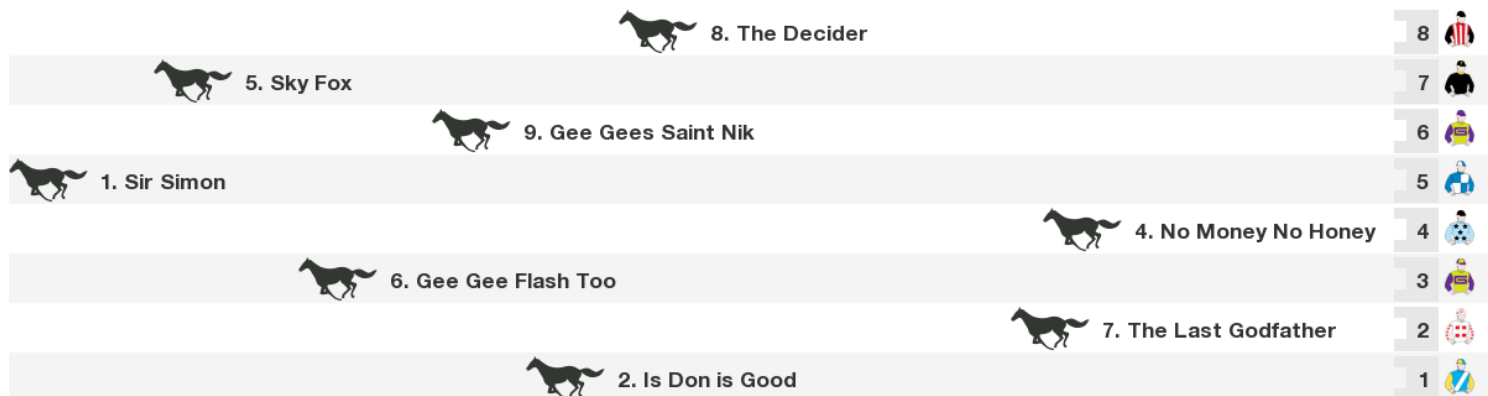 8. The Decider 8
5. Sky Fox 7
9. Gee Gees Saint Nik 6
1. Sir Simon 5
4. No Money No Honey 4
6. Gee Gee Flash Too 3
7. The Last Godfather 2
2. Is Don is Good 1